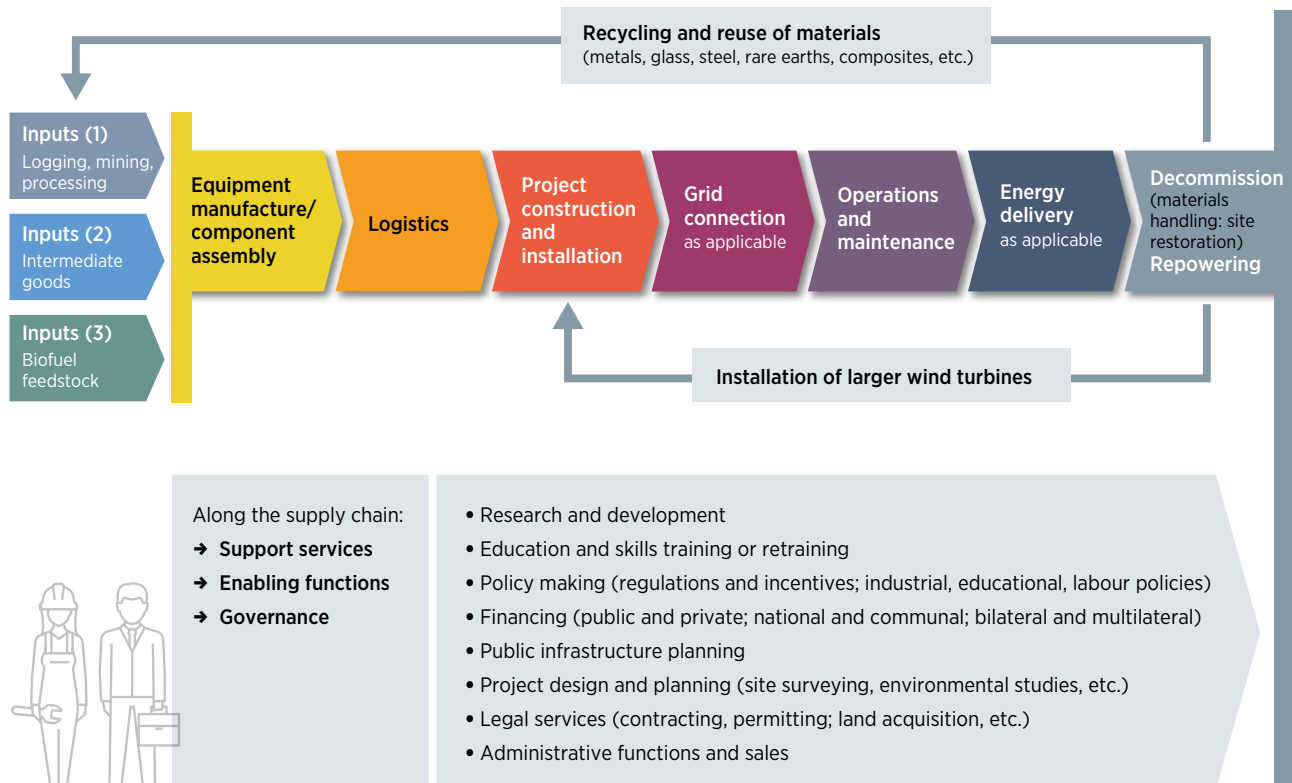 Recycling and reuse of materials
(metals, glass, steel, rare earths, composites, etc.)
Inputs (1)
Logging, mining,
processing
Inputs (2)
Intermediate
goods
Inputs (3)
Biofuel
feedstock
Equipment
manufacture/
component
assembly
Logistics
Project
construction
and
installation
Grid
connection
as applicable
Operations
and
maintenance
Energy
delivery
as applicable
Decommission
(materials
handling: site
restoration)
Repowering
Installation of larger wind turbines
Along the supply chain:
➔ Support services
➔ Enabling functions
➔ Governance
• Research and development
• Education and skills training or retraining
• Policy making (regulations and incentives; industrial, educational, labour policies)
• Financing (public and private; national and communal; bilateral and multilateral)
• Public infrastructure planning
• Project design and planning (site surveying, environmental studies, etc.)
• Legal services (contracting, permitting; land acquisition, etc.)
• Administrative functions and sales